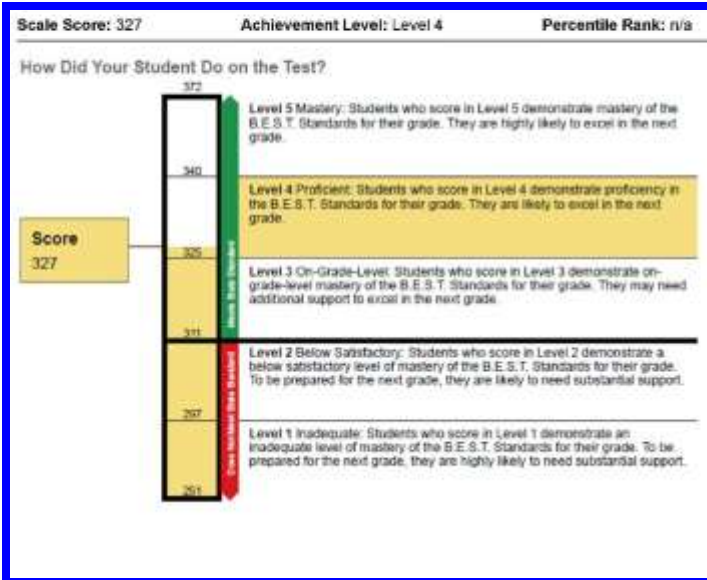 Scale Score: 327 Achievement Level: Level 4 Percentile Rank: n/a
How Did Your Student Do on the Test?
372
Level 5 Mastery: Students who score in Level 5 demonstrate mastery of the
B.E.S.T. Standards for their grade. They are highly likely to excel in the next
grade.
340
Level 4 Proficient: Students who score in Level 4 demonstrate proficiency in
the B.E.S.T. Standards for their grade. They are likely to excel in the next
grade.
Score
327
325
Level 3 On-Grade-Level: Students who score in Level 3 demonstrate on-
grade-level mastery of the B.E.S.T. Standards for their grade. They may need
additional support to excel in the next grade.
Meets State Standard
311
Level 2 Below Satisfactory: Students who score in Level 2 demonstrate a
below satisfactory level of mastery of the B.E.S.T. Standards for their grade.
To be prepared for the next grade, they are likely to need substantial support.
Does Not Meet State Standard
297
Level 1 Inadequate: Students who score in Level 1 demonstrate an
inadequate level of mastery of the B.E.S.T. Standards for their grade. To be
prepared for the next grade, they are highly likely to need substantial support.
251